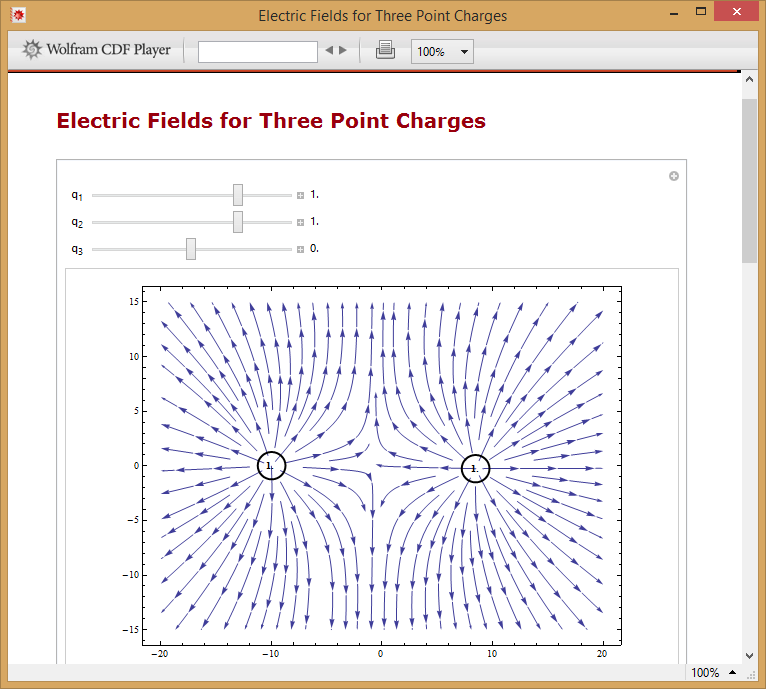 Electric Fields for Three Point Charges
Wolfram CDF Player 100%
Electric Fields for Three Point Charges
q1 1.
q2 1.
q3 0.
15
10
5
0
1. 1.
−5
−10
−15
−20 −10 0 10 20
100%